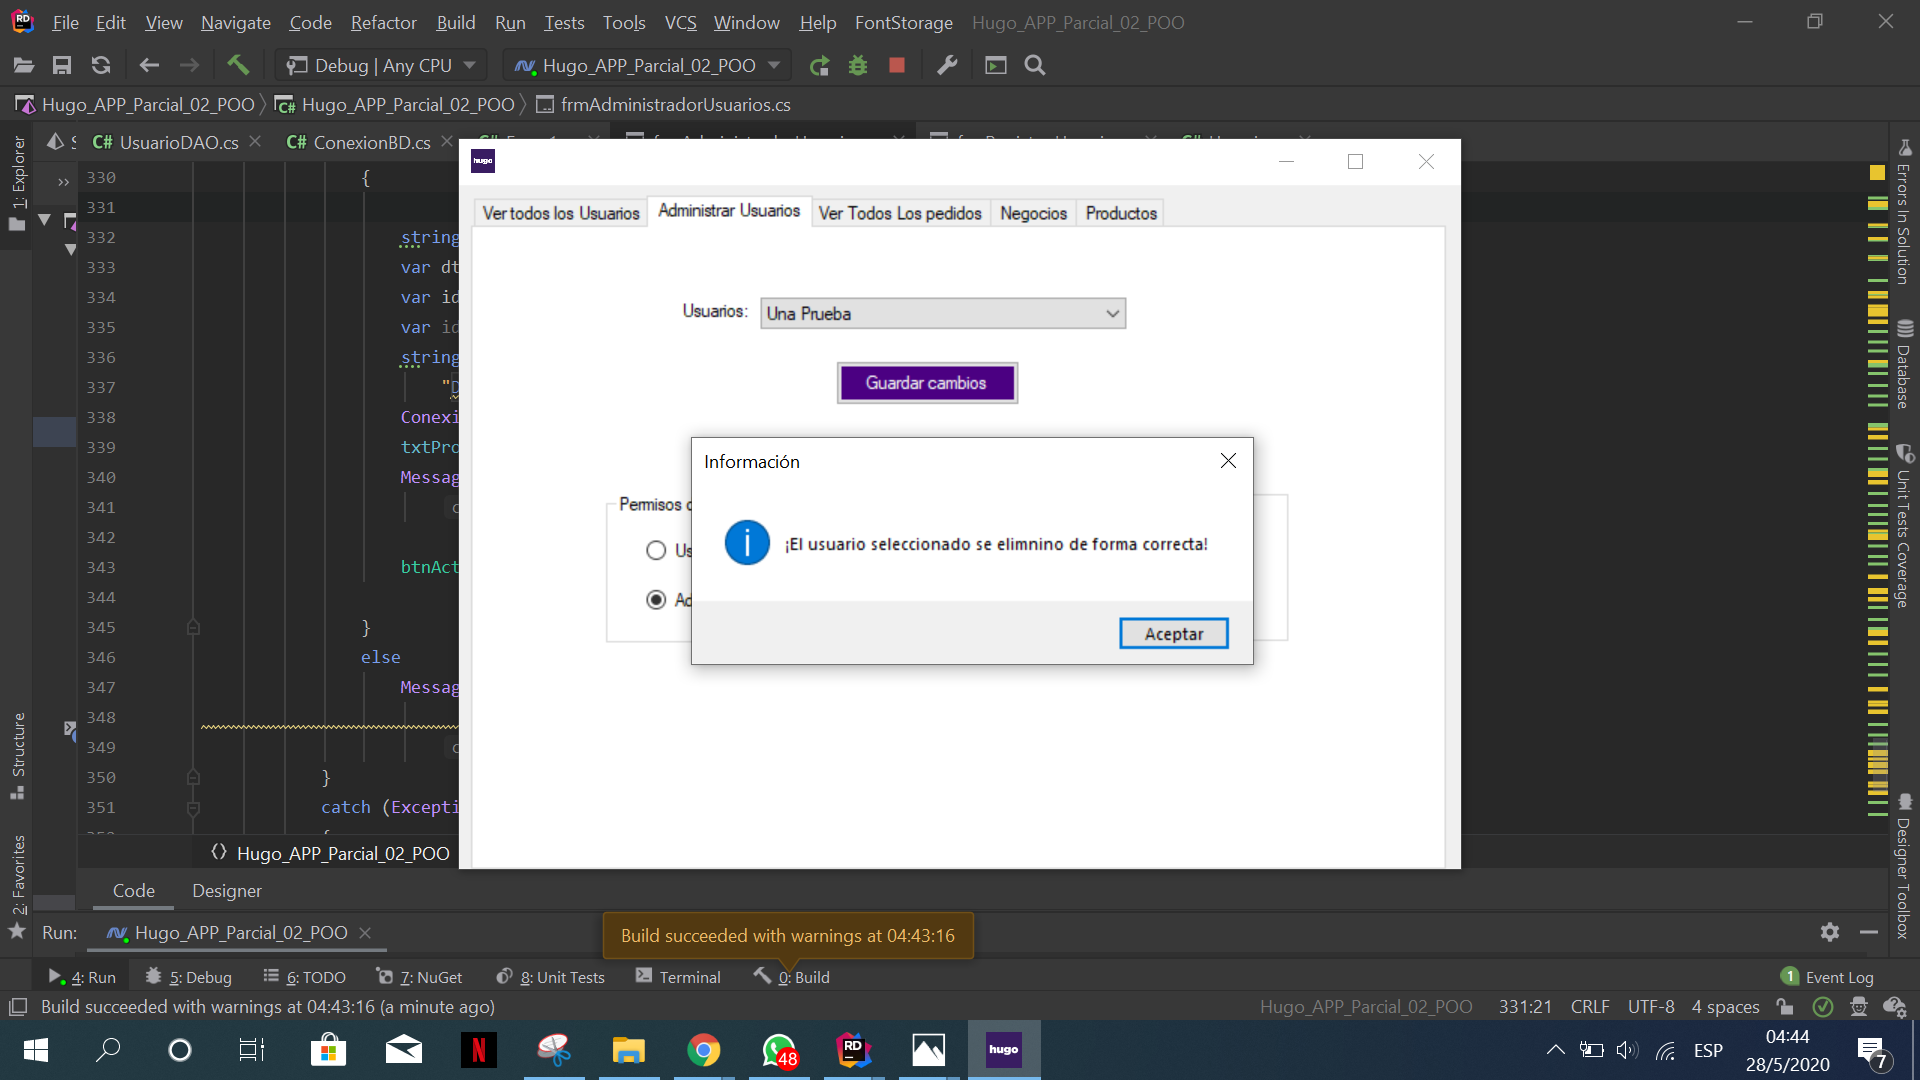 File Edit View Navigate Code Refactor Build Run Tests Tools VCS Window Help FontStorage Hugo_APP_Parcial_02_POO
Debug | Any CPU Hugo_APP_Parcial_02_POO
Hugo_APP_Parcial_02_POO Hugo_APP_Parcial_02_POO frmAdministradorUsuarios.cs
C# UsuarioDAO.cs C# ConexionBD.cs
hugo
Ver todos los Usuarios Administrar Usuarios Ver Todos Los pedidos Negocios Productos
Usuarios: Una Prueba
Guardar cambios
Información
¡El usuario seleccionado se elimnino de forma correcta!
Aceptar
Permisos
1: Explorer
Structure
2: Favorites
Errors In Solution
Database
Unit Tests Coverage
Designer Toolbox
330 {
331
332 string
333 var dt
334 var id
335 var id
336 string
337 "D
338 Conexi
339 txtPro
340 Messag
341 c
342
343 btnAct
344
345 }
346 else
347 Messag
348
349 c
350 }
351 catch (Excepti
Hugo_APP_Parcial_02_POO
Code Designer
Run: Hugo_APP_Parcial_02_POO
Build succeeded with warnings at 04:43:16
4: Run 5: Debug 6: TODO 7: NuGet 8: Unit Tests Terminal 0: Build 1 Event Log
Build succeeded with warnings at 04:43:16 (a minute ago) Hugo_APP_Parcial_02_POO 331:21 CRLF UTF-8 4 spaces
N 48 RD hugo ESP 04:44
28/5/2020 7